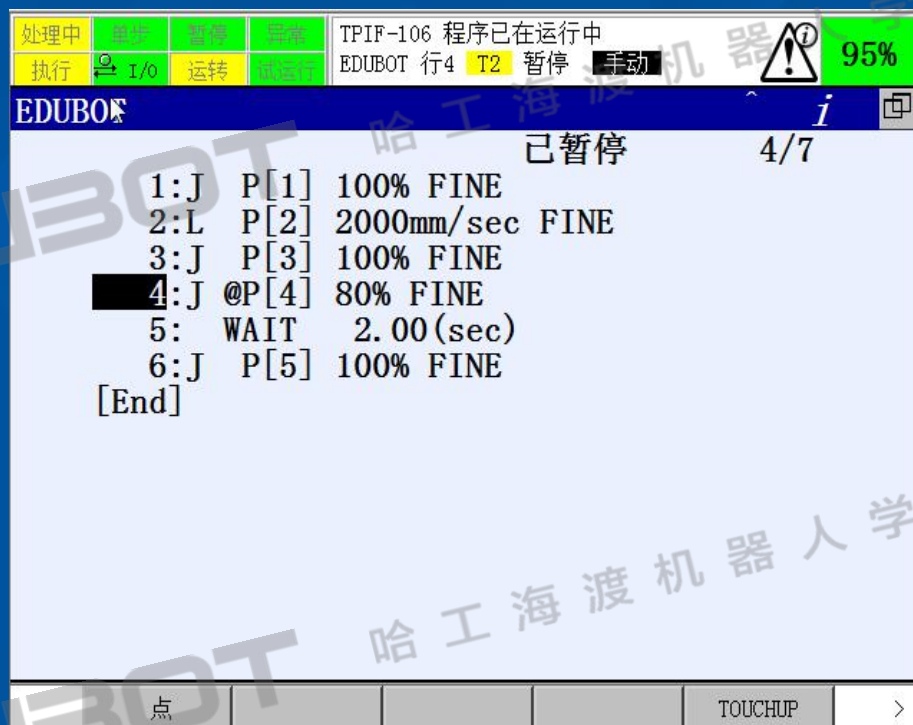 处理中 单步 暂停 异常 TPIF-106 程序已在运行中
执行 I/O 运转 试运行 EDUBOT 行4 T2 暂停 手动 95%
EDUBOT i
已暂停 4/7
1:J P[1] 100% FINE
2:L P[2] 2000mm/sec FINE
3:J P[3] 100% FINE
4:J @P[4] 80% FINE
5: WAIT 2.00(sec)
6:J P[5] 100% FINE
[End]
点 TOUCHUP >
哈工海渡机器人学
哈工海渡机器人学
UBOT
UBOT